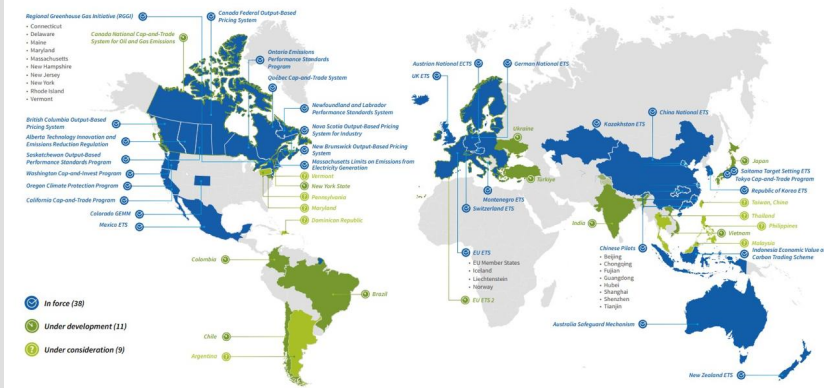 Regional Greenhouse Gas Initiative (RGGI)
• Connecticut
• Delaware
• Maine
• Maryland
• Massachusetts
• New Hampshire
• New Jersey
• New York
• Rhode Island
• Vermont
Canada Federal Output-Based
Pricing System
Canada National Cap-and-Trade
System for Oil and Gas Emissions
Ontario Emissions
Performance Standards
Program
Québec Cap-and-Trade System
Newfoundland and Labrador
Performance Standards System
Nova Scotia Output-Based Pricing
System for Industry
New Brunswick Output-Based Pricing
System
Massachusetts Limits on Emissions from
Electricity Generation
Vermont
New York State
Pennsylvania
Maryland
Dominican Republic
British Columbia Output-Based
Pricing System
Alberta Technology Innovation and
Emissions Reduction Regulation
Saskatchewan Output-Based
Performance Standards Program
Washington Cap-and-Invest Program
Oregon Climate Protection Program
California Cap-and-Trade Program
Colorado GEMM
Mexico ETS
Colombia
Brazil
Chile
Argentina
In force (38)
Under development (11)
Under consideration (9)
Austrian National ECTS
German National ETS
UK ETS
Ukraine
Türkiye
Montenegro ETS
Switzerland ETS
EU ETS
• EU Member States
• Iceland
• Liechtenstein
• Norway
EU ETS 2
Kazakhstan ETS
China National ETS
Japan
Saitama Target Setting ETS
Tokyo Cap-and-Trade Program
Republic of Korea ETS
Taiwan, China
Thailand
Philippines
Vietnam
Malaysia
Indonesia Economic Value o
Carbon Trading Scheme
India
Chinese Pilots
• Beijing
• Chongqing
• Fujian
• Guangdong
• Hubei
• Shanghai
• Shenzhen
• Tianjin
Australia Safeguard Mechanism
New Zealand ETS